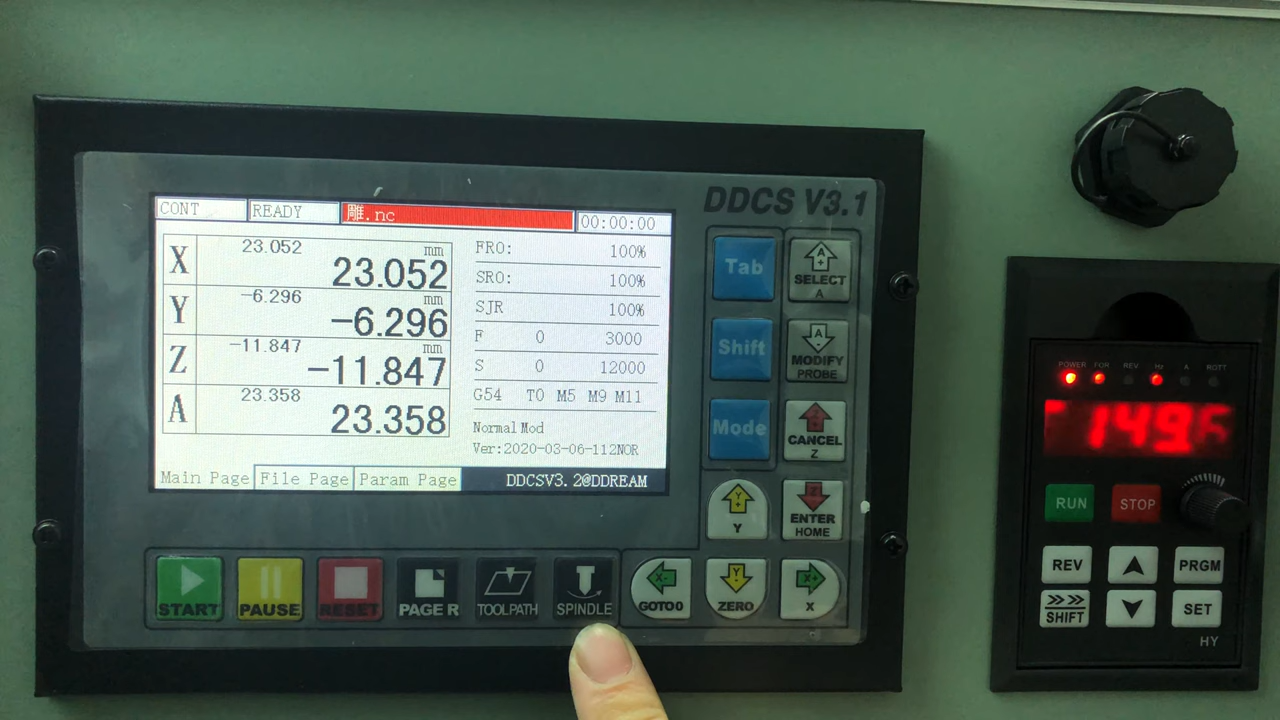 DDCS V3.1
CONT READY 雕.nc 00:00:00
X 23.052 mm 23.052
Y -6.296 mm -6.296
Z -11.847 mm -11.847
A 23.358 23.358
FRO: 100%
SRO: 100%
SJR 100%
F 0 3000
S 0 12000
G54 T0 M5 M9 M11
Normal Mod
Ver:2020-03-06-112NOR
Main Page File Page Param Page DDCSV3.2@DDREAM
Tab A+ SELECT A
Shift A- MODIFY PROBE
Mode Z+ CANCEL Z
Y+ Y Z- ENTER HOME
START PAUSE RESET PAGE R TOOLPATH SPINDLE X- GOTO0 Y- ZERO X+ X
POWER FOR REV Hz A ROTT
RUN STOP
REV PRGM
SHIFT SET
HY